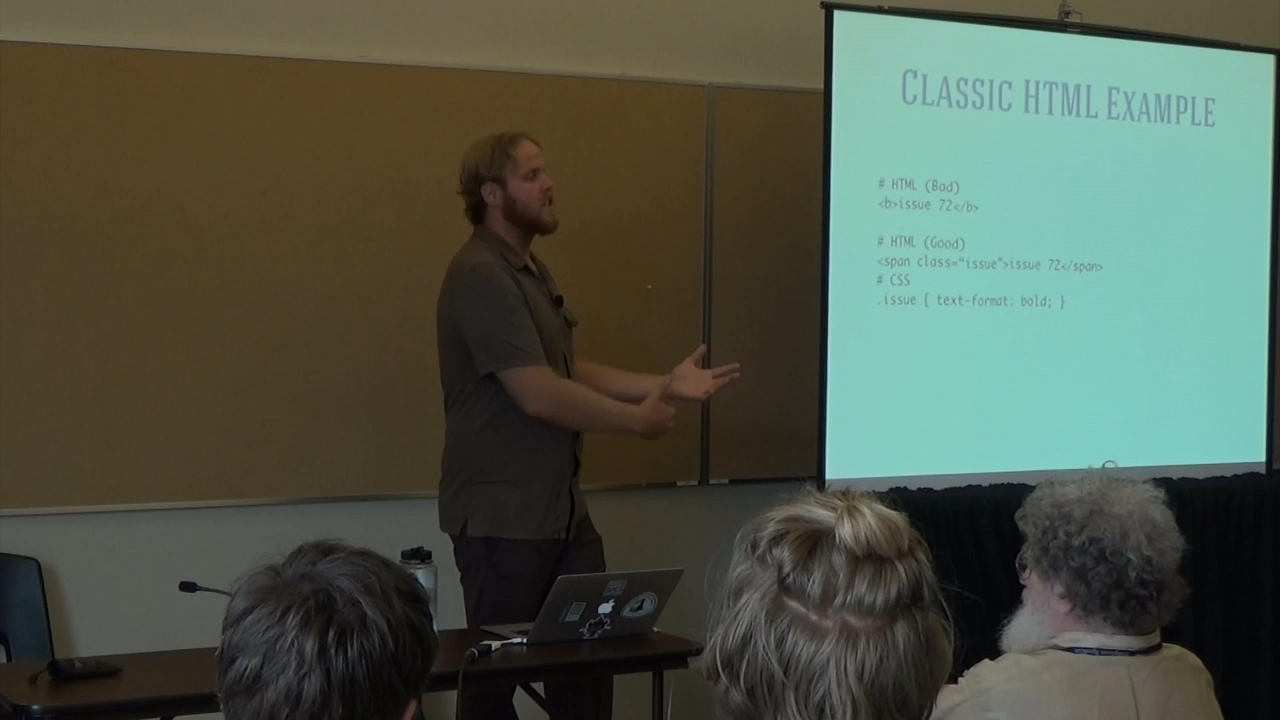 CLASSIC HTML EXAMPLE
# HTML (Bad)
<b>issue 72</b>
# HTML (Good)
<span class="issue">issue 72</span>
# CSS
.issue { text-format: bold; }